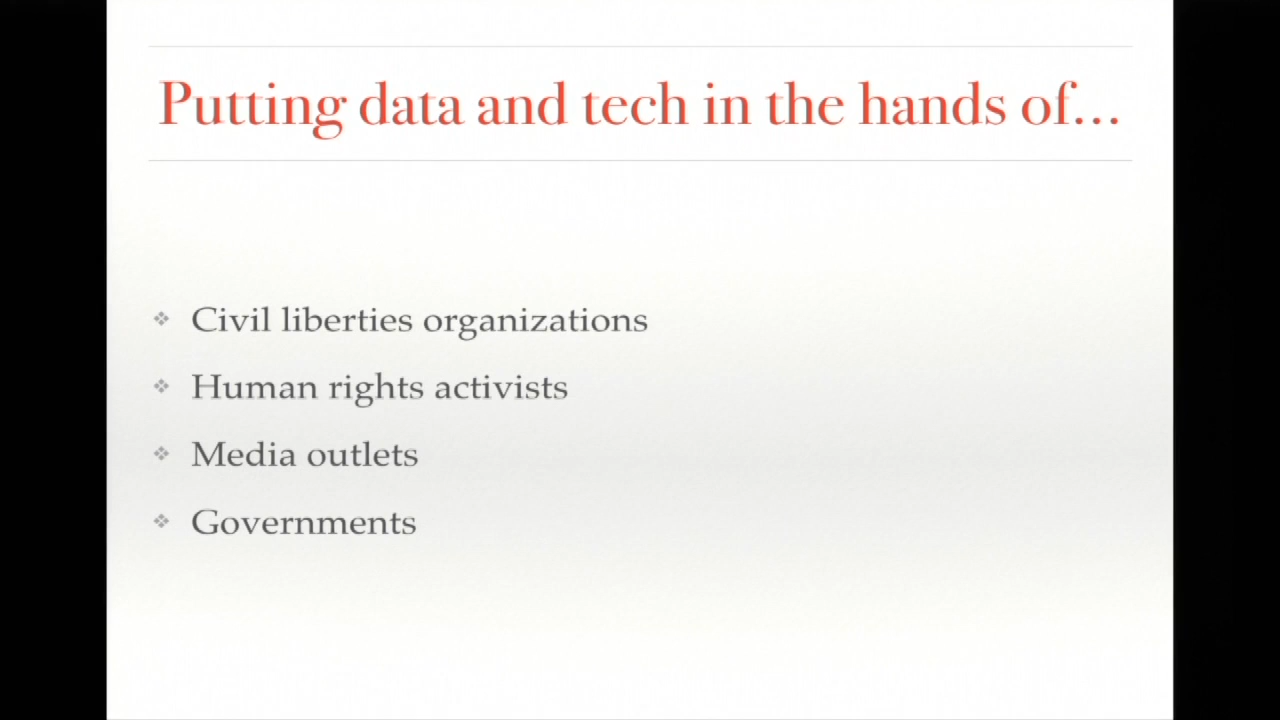 Putting data and tech in the hands of...
Civil liberties organizations
Human rights activists
Media outlets
Governments